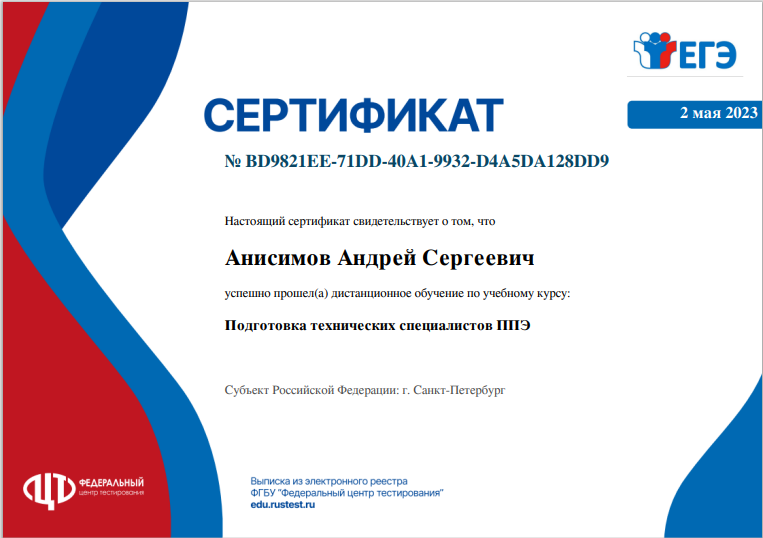 ЕГЭ
СЕРТИФИКАТ
2 мая 2023
№ BD9821EE-71DD-40A1-9932-D4A5DA128DD9
Настоящий сертификат свидетельствует о том, что
Анисимов Андрей Сергеевич
успешно прошел(а) дистанционное обучение по учебному курсу:
Подготовка технических специалистов ППЭ
Субъект Российской Федерации: г. Санкт-Петербург
ФЦТ
ФЕДЕРАЛЬНЫЙ
центр тестирования
Выписка из электронного реестра
ФГБУ "Федеральный центр тестирования"
edu.rustest.ru